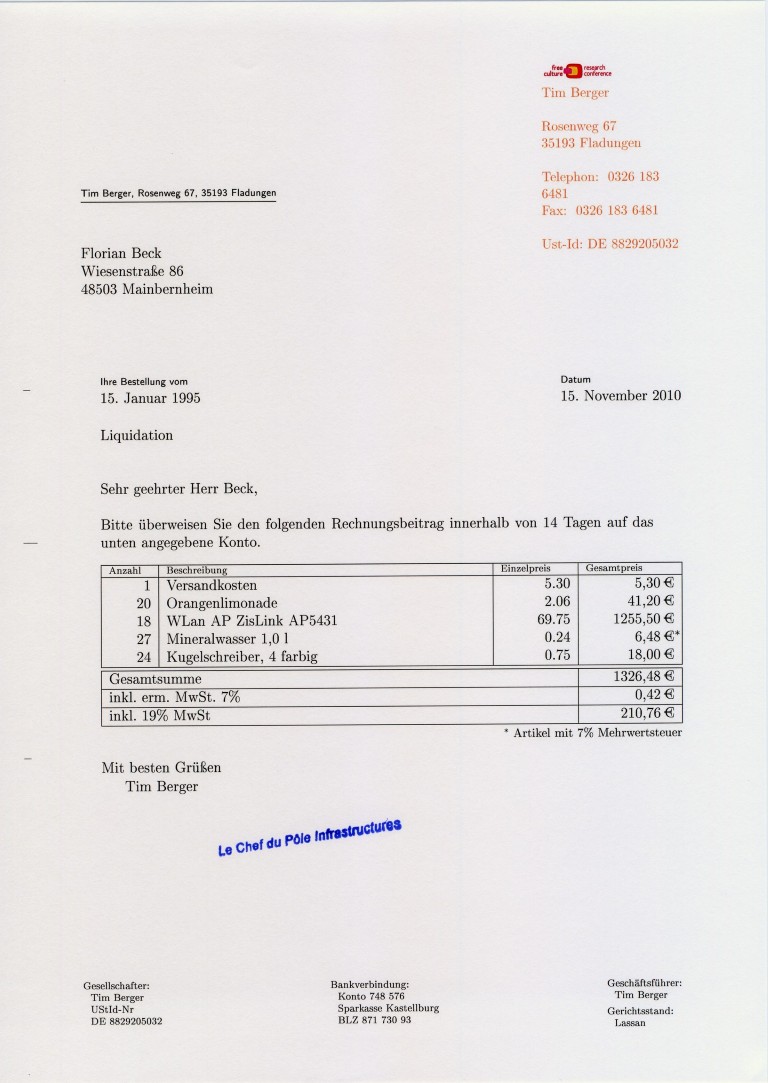 free culture research conference
Tim Berger
Rosenweg 67
35193 Fladungen
Telephon: 0326 183
6481
Fax: 0326 183 6481
Ust-Id: DE 8829205032
Tim Berger, Rosenweg 67, 35193 Fladungen
Florian Beck
Wiesenstraße 86
48503 Mainbernheim
Ihre Bestellung vom
15. Januar 1995
Datum
15. November 2010
Liquidation
Sehr geehrter Herr Beck,
Bitte überweisen Sie den folgenden Rechnungsbeitrag innerhalb von 14 Tagen auf das
unten angegebene Konto.
Anzahl Beschreibung Einzelpreis Gesamtpreis
1 Versandkosten 5.30 5,30 €
20 Orangenlimonade 2.06 41,20 €
18 WLan AP ZisLink AP5431 69.75 1255,50 €
27 Mineralwasser 1,0 l 0.24 6,48 €*
24 Kugelschreiber, 4 farbig 0.75 18,00 €
Gesamtsumme 1326,48 €
inkl. erm. MwSt. 7% 0,42 €
inkl. 19% MwSt 210,76 €
* Artikel mit 7% Mehrwertsteuer
Mit besten Grüßen
Tim Berger
Le Chef du Pôle Infrastructures
Gesellschafter:
Tim Berger
UStId-Nr
DE 8829205032
Bankverbindung:
Konto 748 576
Sparkasse Kastellburg
BLZ 871 730 93
Geschäftsführer:
Tim Berger
Gerichtsstand:
Lassan